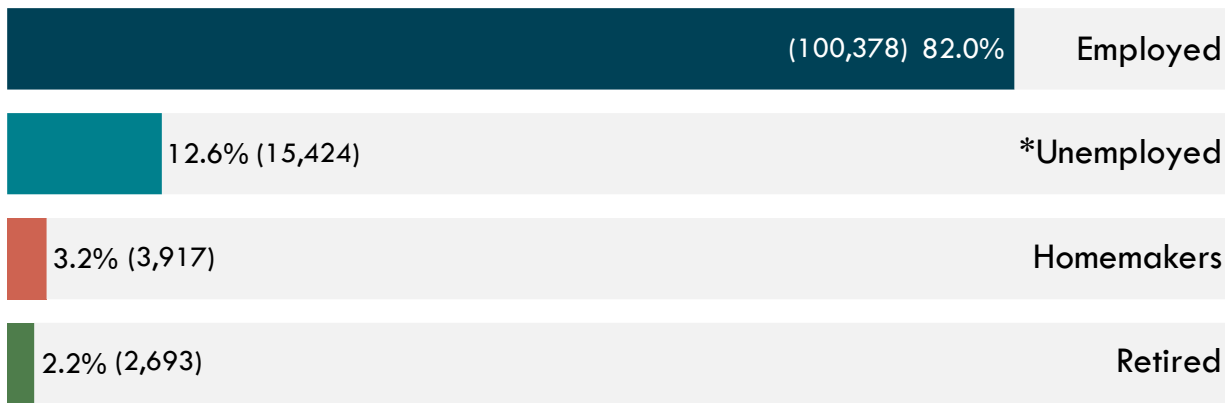 (100,378) 82.0% Employed
12.6% (15,424) *Unemployed
3.2% (3,917) Homemakers
2.2% (2,693) Retired